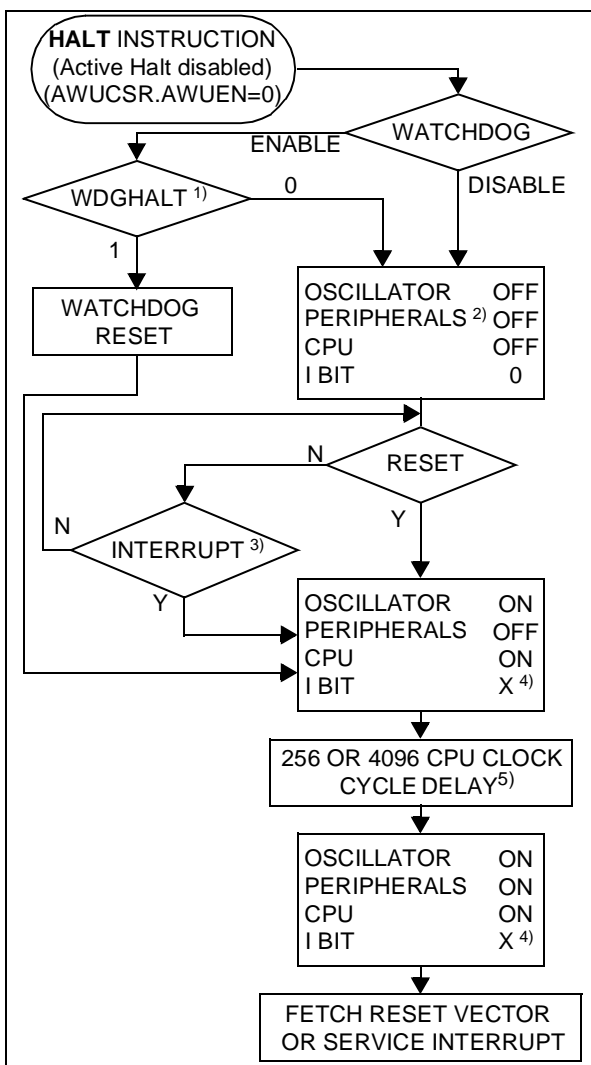 HALT INSTRUCTION
(Active Halt disabled)
(AWUCSR.AWUEN=0)
WATCHDOG
ENABLE
DISABLE
WDGHALT 1)
0
1
WATCHDOG
RESET
OSCILLATOR OFF
PERIPHERALS 2) OFF
CPU OFF
I BIT 0
RESET
N
Y
INTERRUPT 3)
N
Y
OSCILLATOR ON
PERIPHERALS OFF
CPU ON
I BIT X 4)
256 OR 4096 CPU CLOCK
CYCLE DELAY5)
OSCILLATOR ON
PERIPHERALS ON
CPU ON
I BIT X 4)
FETCH RESET VECTOR
OR SERVICE INTERRUPT